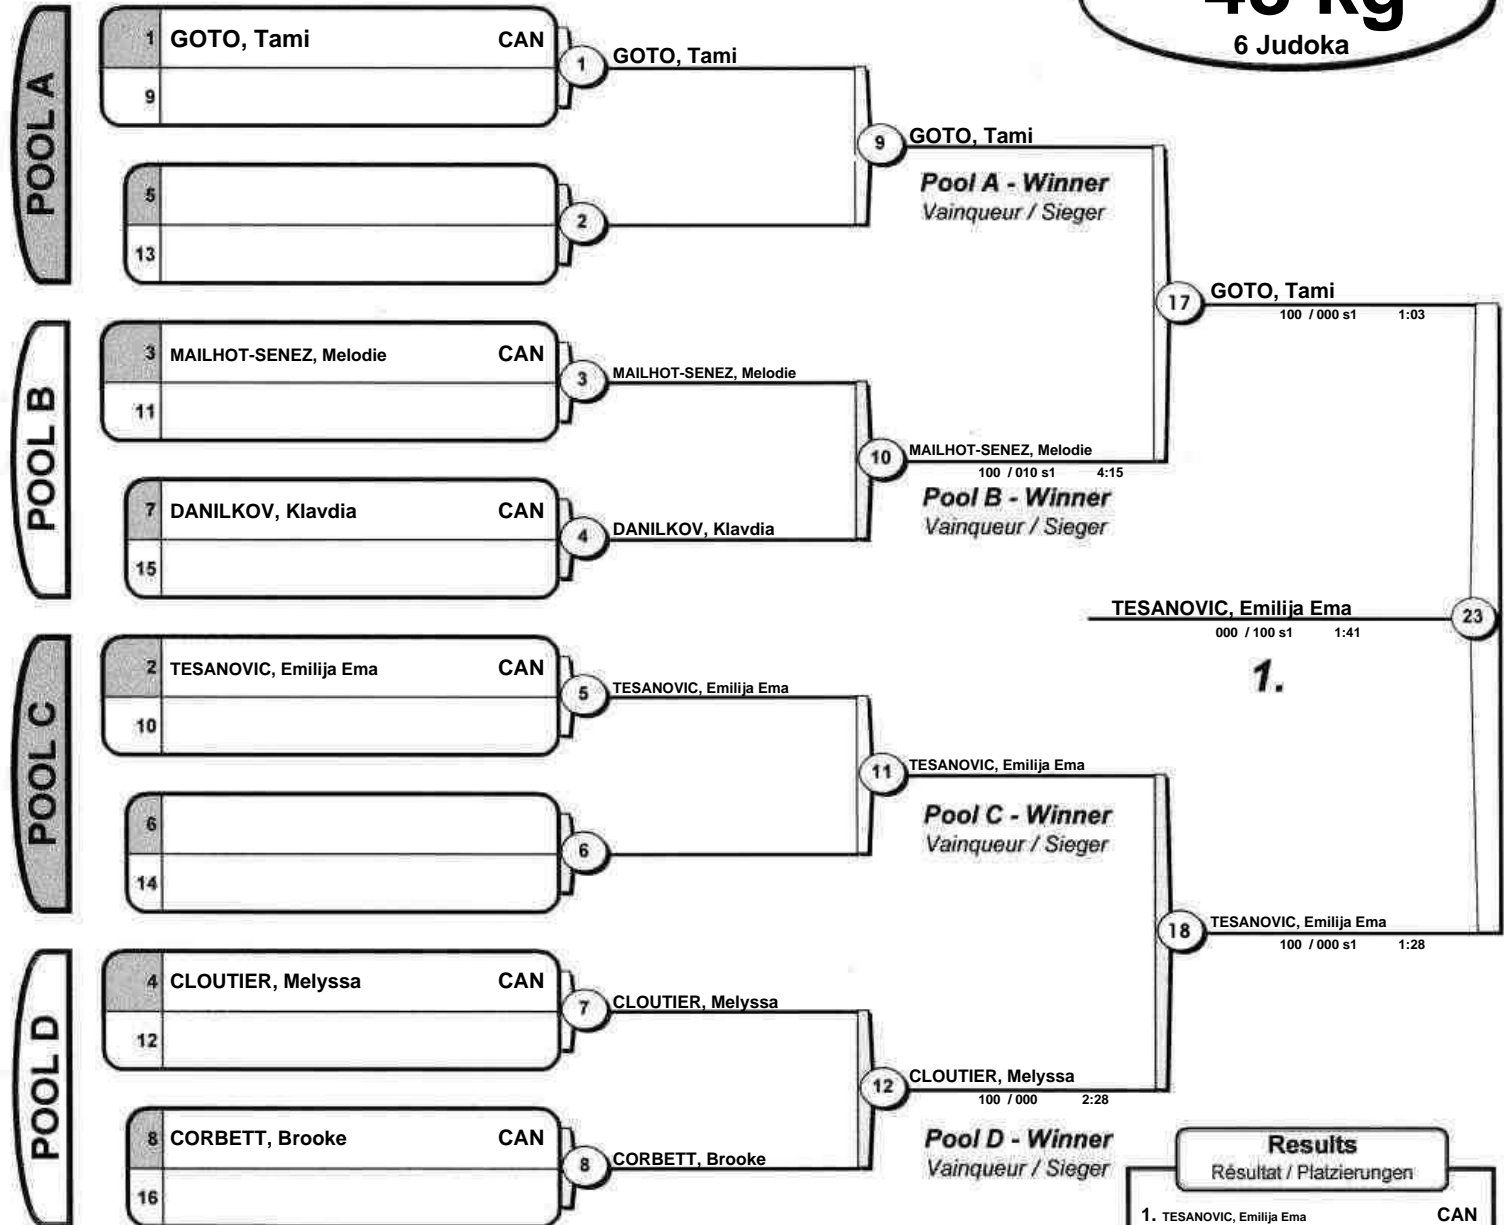 48 kg
6 Judoka
POOL A
1 GOTO, Tami CAN
9
5
13
1 GOTO, Tami
2
9 GOTO, Tami
Pool A - Winner
Vainqueur / Sieger
17 GOTO, Tami
100 / 000 s1 1:03
POOL B
3 MAILHOT-SENEZ, Melodie CAN
11
7 DANILKOV, Klavdia CAN
15
3 MAILHOT-SENEZ, Melodie
4 DANILKOV, Klavdia
10 MAILHOT-SENEZ, Melodie
100 / 010 s1 4:15
Pool B - Winner
Vainqueur / Sieger
TESANOVIC, Emilija Ema 23
000 / 100 s1 1:41
1.
POOL C
2 TESANOVIC, Emilija Ema CAN
10
6
14
5 TESANOVIC, Emilija Ema
6
11 TESANOVIC, Emilija Ema
Pool C - Winner
Vainqueur / Sieger
18 TESANOVIC, Emilija Ema
100 / 000 s1 1:28
POOL D
4 CLOUTIER, Melyssa CAN
12
8 CORBETT, Brooke CAN
16
7 CLOUTIER, Melyssa
8 CORBETT, Brooke
12 CLOUTIER, Melyssa
100 / 000 2:28
Pool D - Winner
Vainqueur / Sieger
Results
Résultat / Platzierungen
1. TESANOVIC, Emilija Ema CAN